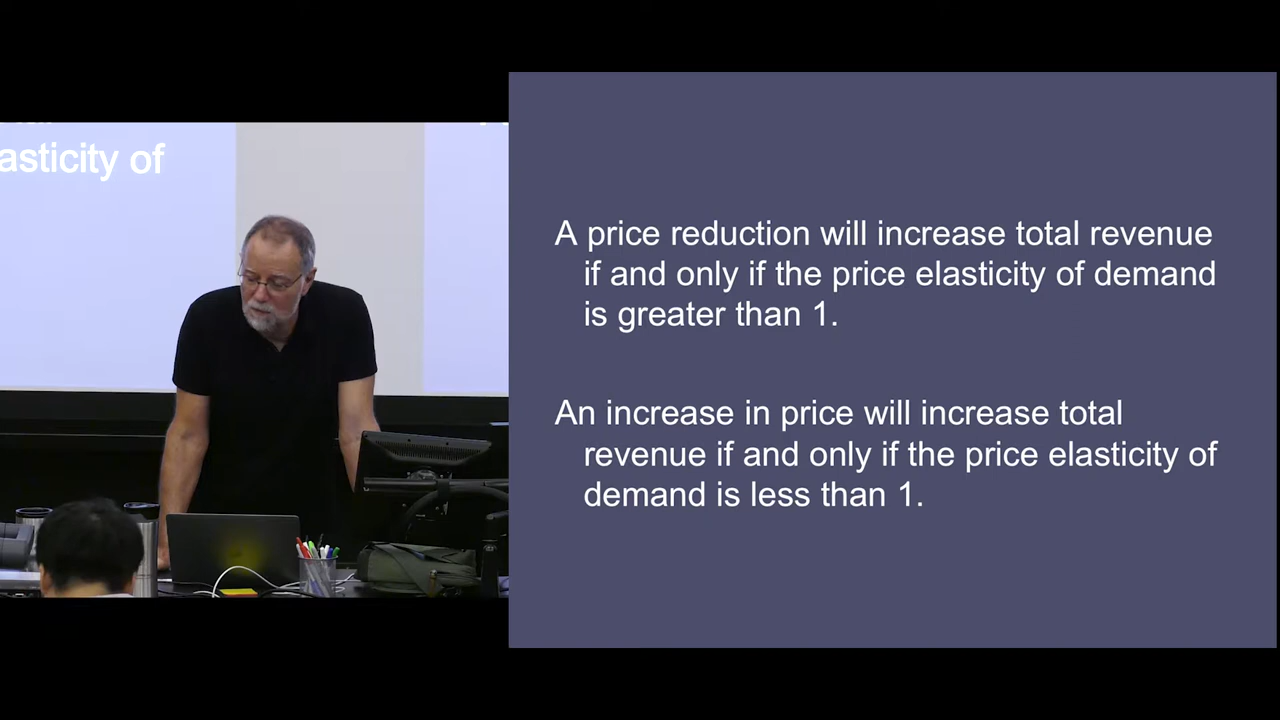 asticity of
A price reduction will increase total revenue
if and only if the price elasticity of demand
is greater than 1.
An increase in price will increase total
revenue if and only if the price elasticity of
demand is less than 1.